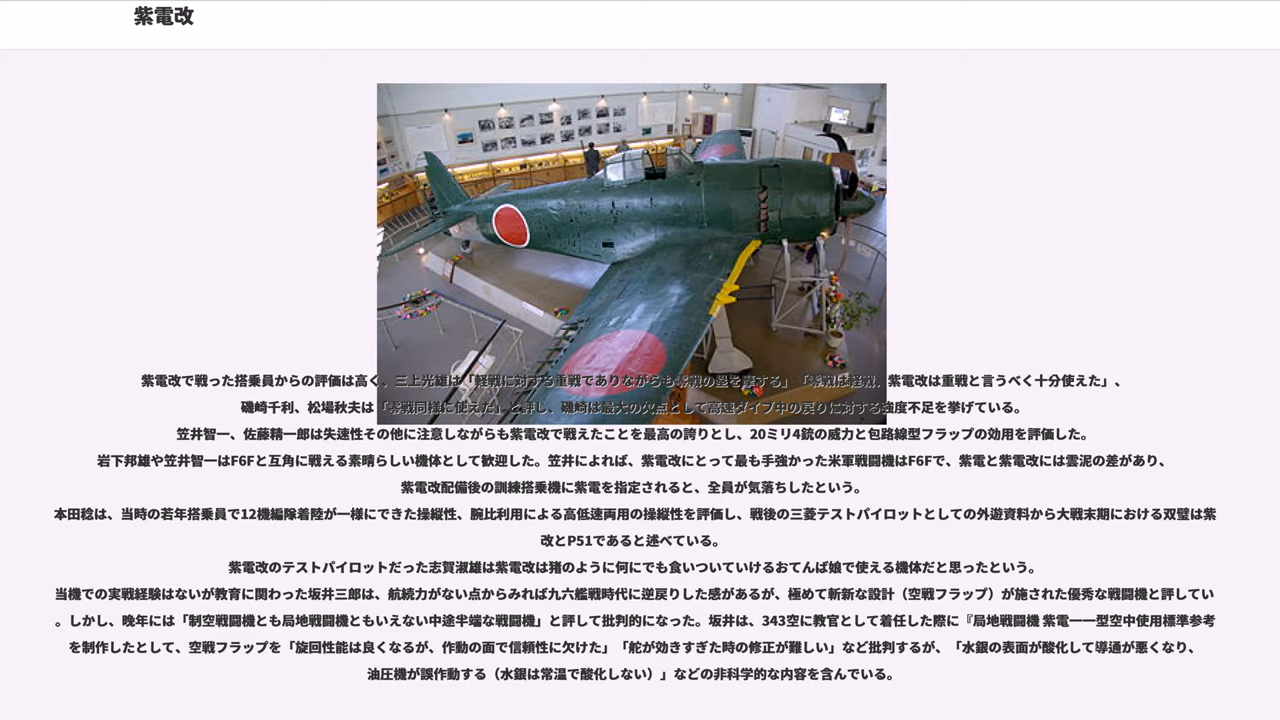 紫電改
紫電改で戦った搭乗員からの評価は高く、三上光雄は「軽戦に対する重戦でありながらも零戦の塁を摩する」「零戦は軽戦、紫電改は重戦と言うべく十分使えた」、
磯崎千利、松場秋夫は「零戦同様に使えた」と評し、磯崎は最大の欠点として高速ダイブ中の戻りに対する強度不足を挙げている。
笠井智一、佐藤精一郎は失速性その他に注意しながらも紫電改で戦えたことを最高の誇りとし、20ミリ4銃の威力と包路線型フラップの効用を評価した。
岩下邦雄や笠井智一はF6Fと互角に戦える素晴らしい機体として歓迎した。笠井によれば、紫電改にとって最も手強かった米軍戦闘機はF6Fで、紫電と紫電改には雲泥の差があり、
紫電改配備後の訓練搭乗機に紫電を指定されると、全員が気落ちしたという。
本田稔は、当時の若年搭乗員で12機編隊着陸が一様にできた操縦性、腕比利用による高低速両用の操縦性を評価し、戦後の三菱テストパイロットとしての外遊資料から大戦末期における双璧は紫
改とP51であると述べている。
紫電改のテストパイロットだった志賀淑雄は紫電改は猪のように何にでも食いついていけるおてんば娘で使える機体だと思ったという。
当機での実戦経験はないが教育に関わった坂井三郎は、航続力がない点からみれば九六艦戦時代に逆戻りした感があるが、極めて斬新な設計（空戦フラップ）が施された優秀な戦闘機と評してい
。しかし、晩年には「制空戦闘機とも局地戦闘機ともいえない中途半端な戦闘機」と評して批判的になった。坂井は、343空に教官として着任した際に『局地戦闘機 紫電一一型空中使用標準参考
を制作したとして、空戦フラップを「旋回性能は良くなるが、作動の面で信頼性に欠けた」「舵が効きすぎた時の修正が難しい」など批判するが、「水銀の表面が酸化して導通が悪くなり、
油圧機が誤作動する（水銀は常温で酸化しない）」などの非科学的な内容を含んでいる。